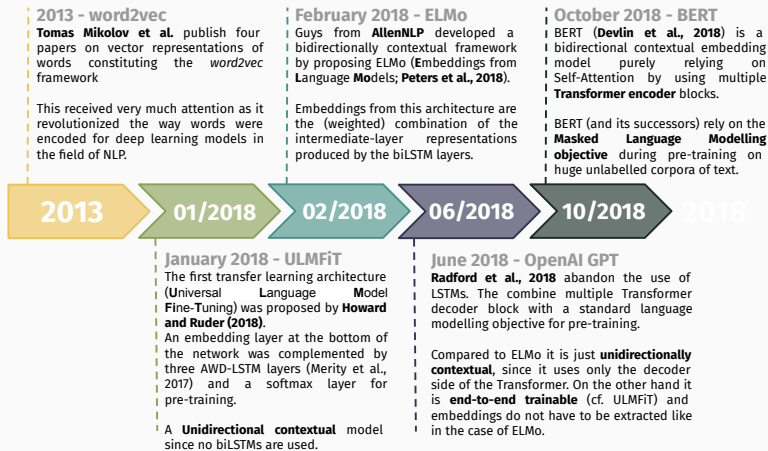 2013 - word2vec
Tomas Mikolov et al. publish four
papers on vector representations of
words constituting the word2vec
framework
This received very much attention as it
revolutionized the way words were
encoded for deep learning models in
the field of NLP.
February 2018 - ELMo
Guys from AllenNLP developed a
bidirectionally contextual framework
by proposing ELMo (Embeddings from
Language Models; Peters et al., 2018).
Embeddings from this architecture are
the (weighted) combination of the
intermediate-layer representations
produced by the biLSTM layers.
October 2018 - BERT
BERT (Devlin et al., 2018) is a
bidirectional contextual embedding
model purely relying on
Self-Attention by using multiple
Transformer encoder blocks.
BERT (and its successors) rely on the
Masked Language Modelling
objective during pre-training on
huge unlabelled corpora of text.
2013
01/2018
02/2018
06/2018
10/2018
2018
January 2018 - ULMFiT
The first transfer learning architecture
(Universal Language Model
Fine-Tuning) was proposed by Howard
and Ruder (2018).
An embedding layer at the bottom of
the network was complemented by
three AWD-LSTM layers (Merity et al.,
2017) and a softmax layer for
pre-training.
A Unidirectional contextual model
since no biLSTMs are used.
June 2018 - OpenAI GPT
Radford et al., 2018 abandon the use of
LSTMs. The combine multiple Transformer
decoder block with a standard language
modelling objective for pre-training.
Compared to ELMo it is just unidirectionally
contextual, since it uses only the decoder
side of the Transformer. On the other hand it
is end-to-end trainable (cf. ULMFiT) and
embeddings do not have to be extracted like
in the case of ELMo.